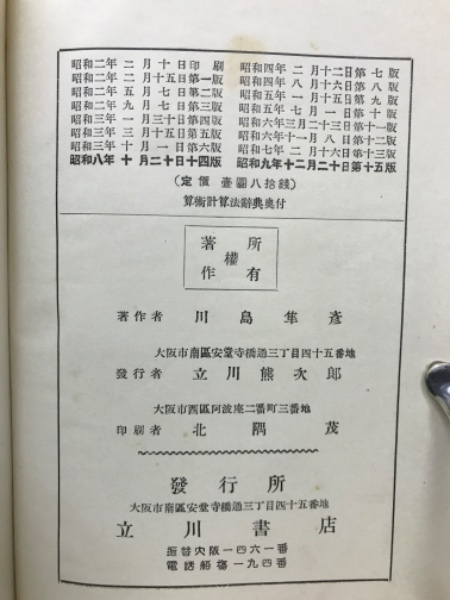 昭和二年二月十日印刷
昭和二年二月十五日第一版
昭和二年五月七日第二版
昭和二年九月七日第三版
昭和三年一月三十日第四版
昭和三年三月十五日第五版
昭和三年十月一日第六版
昭和八年十月二十日十四版
昭和四年二月十二日第七版
昭和四年八月十六日第八版
昭和五年一月十五日第九版
昭和五年七月一日第十版
昭和六年三月二十三日第十一版
昭和六年十一月八日第十二版
昭和七年二月十六日第十三版
昭和九年十二月二十日第十五版
(定價壹圓八拾錢)
算術計算法辭典奧付
著作權所有
著作者 川島隼彥
大阪市南區安堂寺橋通三丁目四十五番地
發行者 立川熊次郎
大阪市西區阿波座二番町三番地
印刷者 北隅茂
發行所
大阪市南區安堂寺橋通三丁目四十五番地
立川書店
振替大阪一四六一番
電話船場一九四番